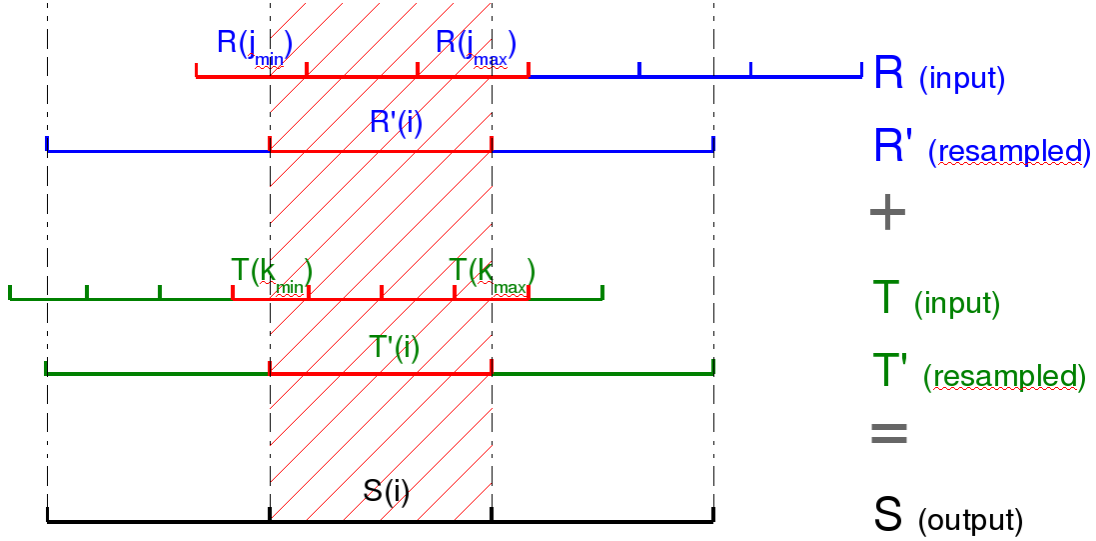 R(jmin) R(jmax)
R (input)
R'(i)
R' (resampled)
+
T(kmin) T(kmax)
T (input)
T'(i)
T' (resampled)
=
S(i)
S (output)